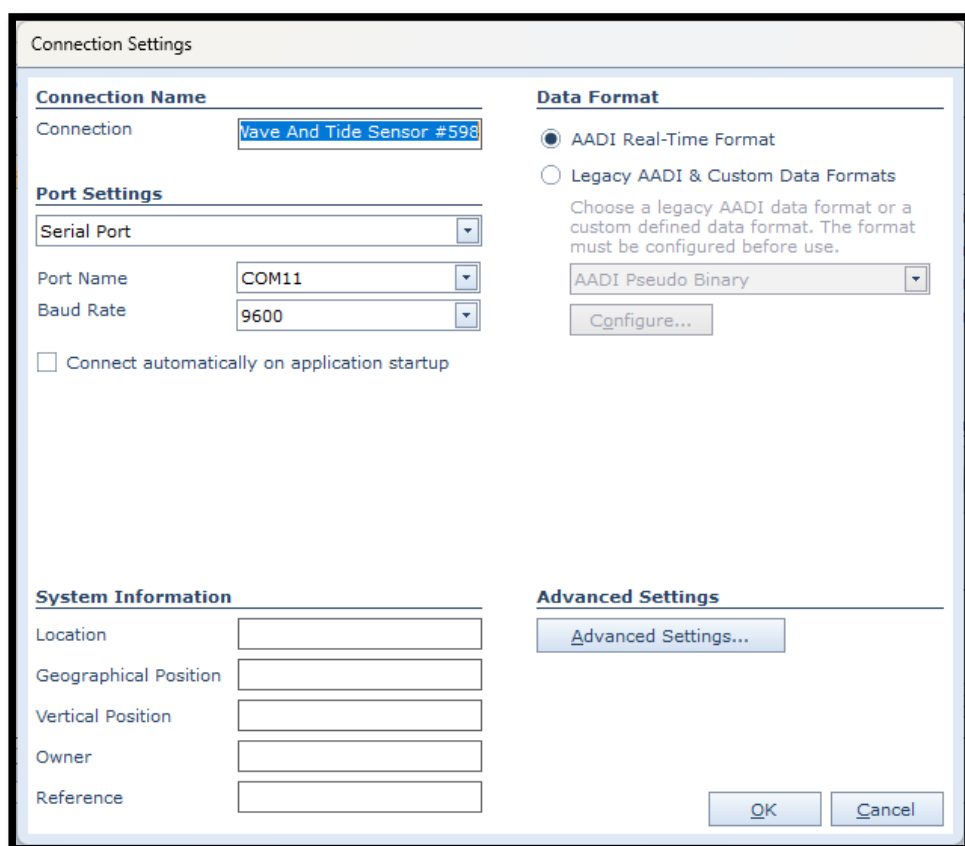 Connection Settings
Connection Name
Connection
Wave And Tide Sensor #598
Port Settings
Serial Port
Port Name
COM11
Baud Rate
9600
Connect automatically on application startup
Data Format
AADI Real-Time Format
Legacy AADI & Custom Data Formats
Choose a legacy AADI data format or a
custom defined data format. The format
must be configured before use.
AADI Pseudo Binary
Configure...
System Information
Location
Geographical Position
Vertical Position
Owner
Reference
Advanced Settings
Advanced Settings...
OK
Cancel